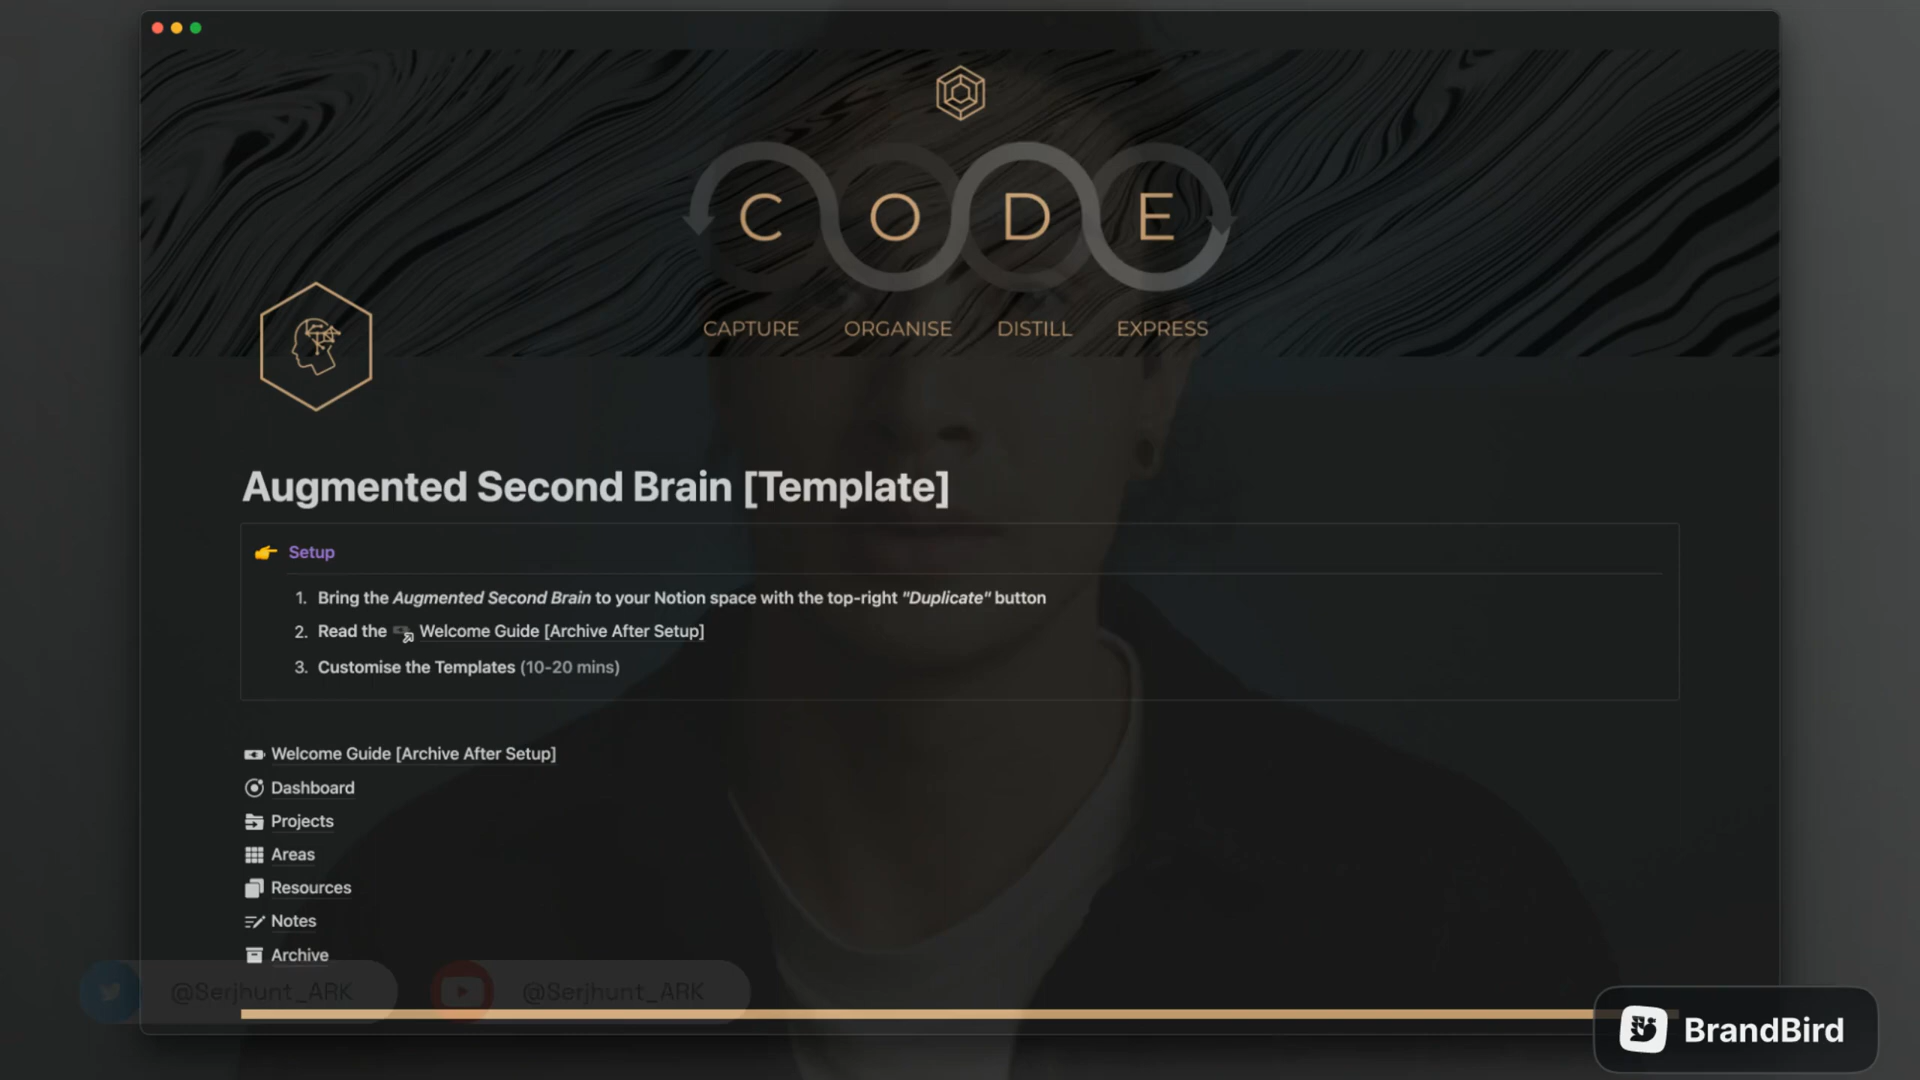 C O D E
CAPTURE ORGANISE DISTILL EXPRESS
Augmented Second Brain [Template]
Setup
1. Bring the Augmented Second Brain to your Notion space with the top-right "Duplicate" button
2. Read the Welcome Guide [Archive After Setup]
3. Customise the Templates (10-20 mins)
Welcome Guide [Archive After Setup]
Dashboard
Projects
Areas
Resources
Notes
Archive
@Serjhunt_ARK @Serjhunt_ARK
BrandBird